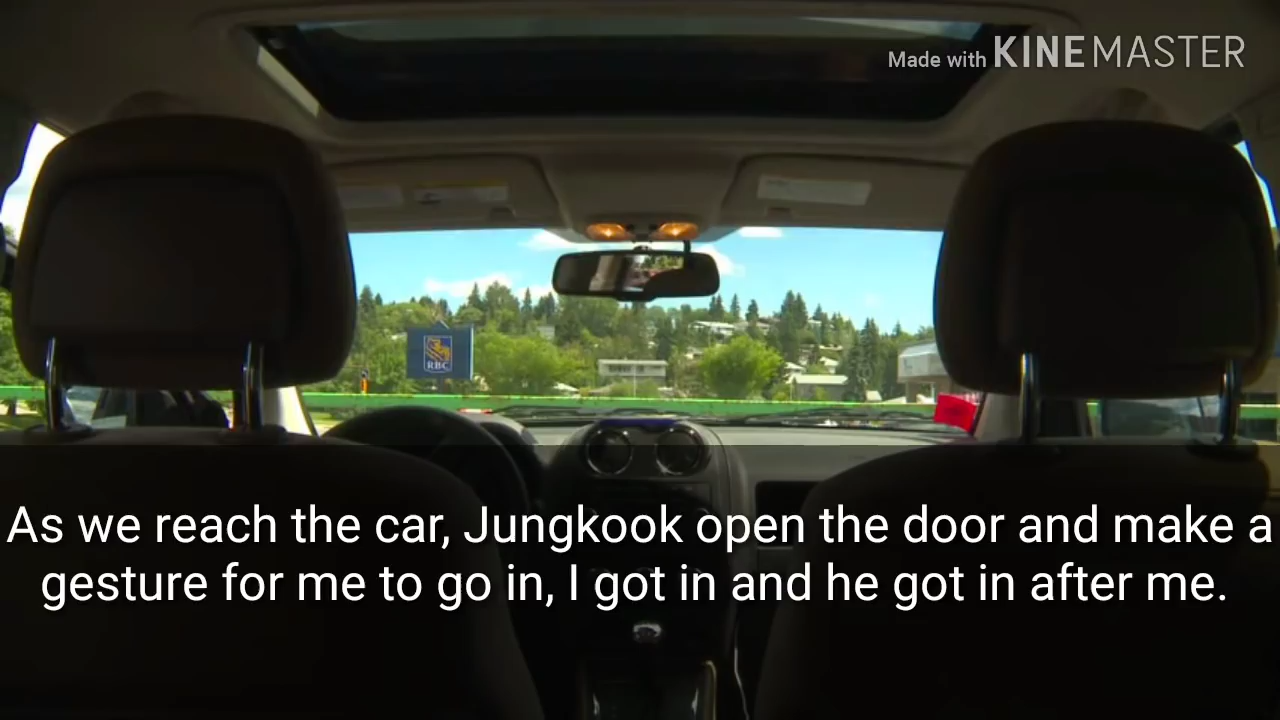 Made with KINEMASTER
RBC
As we reach the car, Jungkook open the door and make a
gesture for me to go in, I got in and he got in after me.